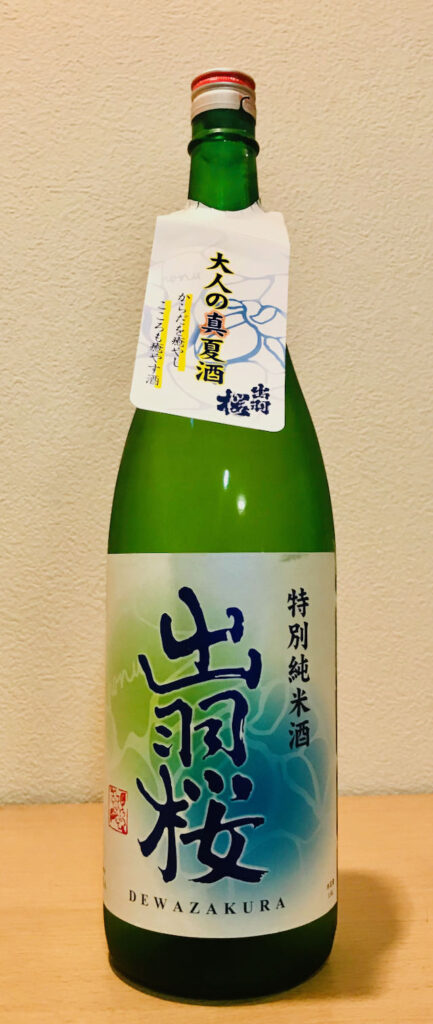 大人の真夏酒
からだを癒やし
こころも癒やす酒
出羽桜
特別純米酒
出羽桜
DEWAZAKURA